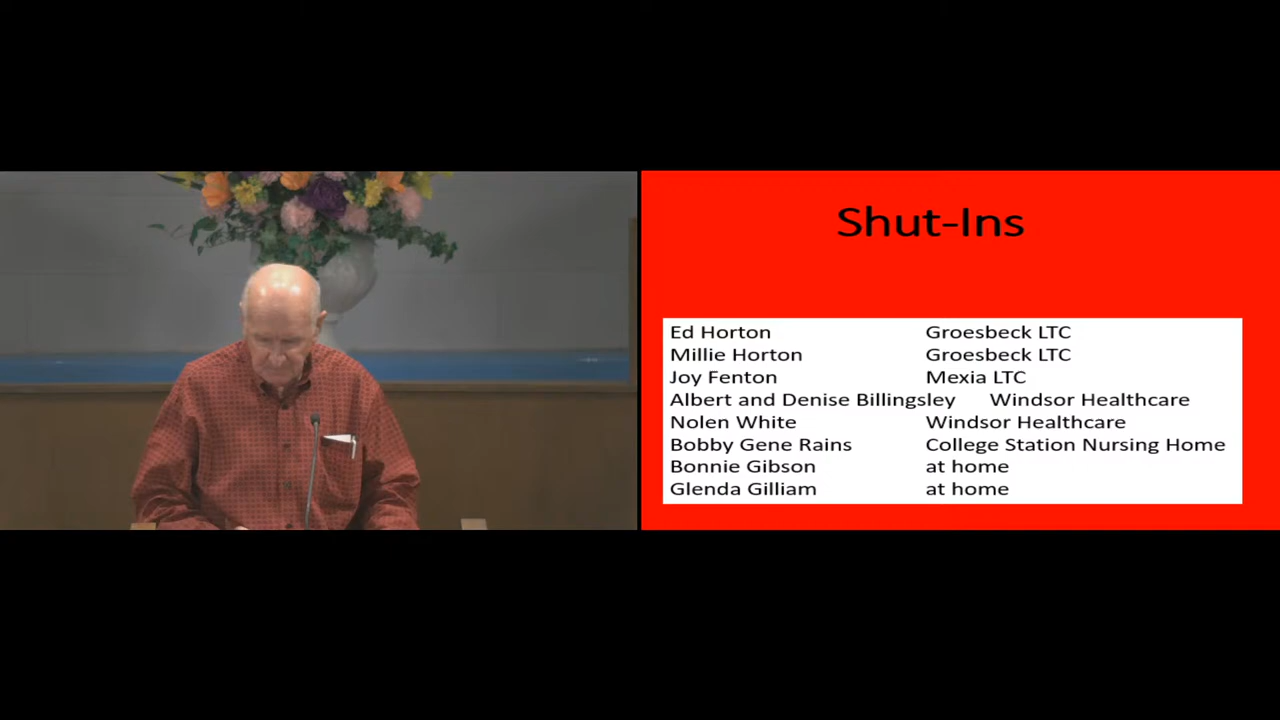 Shut-Ins
Ed Horton Groesbeck LTC
Millie Horton Groesbeck LTC
Joy Fenton Mexia LTC
Albert and Denise Billingsley Windsor Healthcare
Nolen White Windsor Healthcare
Bobby Gene Rains College Station Nursing Home
Bonnie Gibson at home
Glenda Gilliam at home